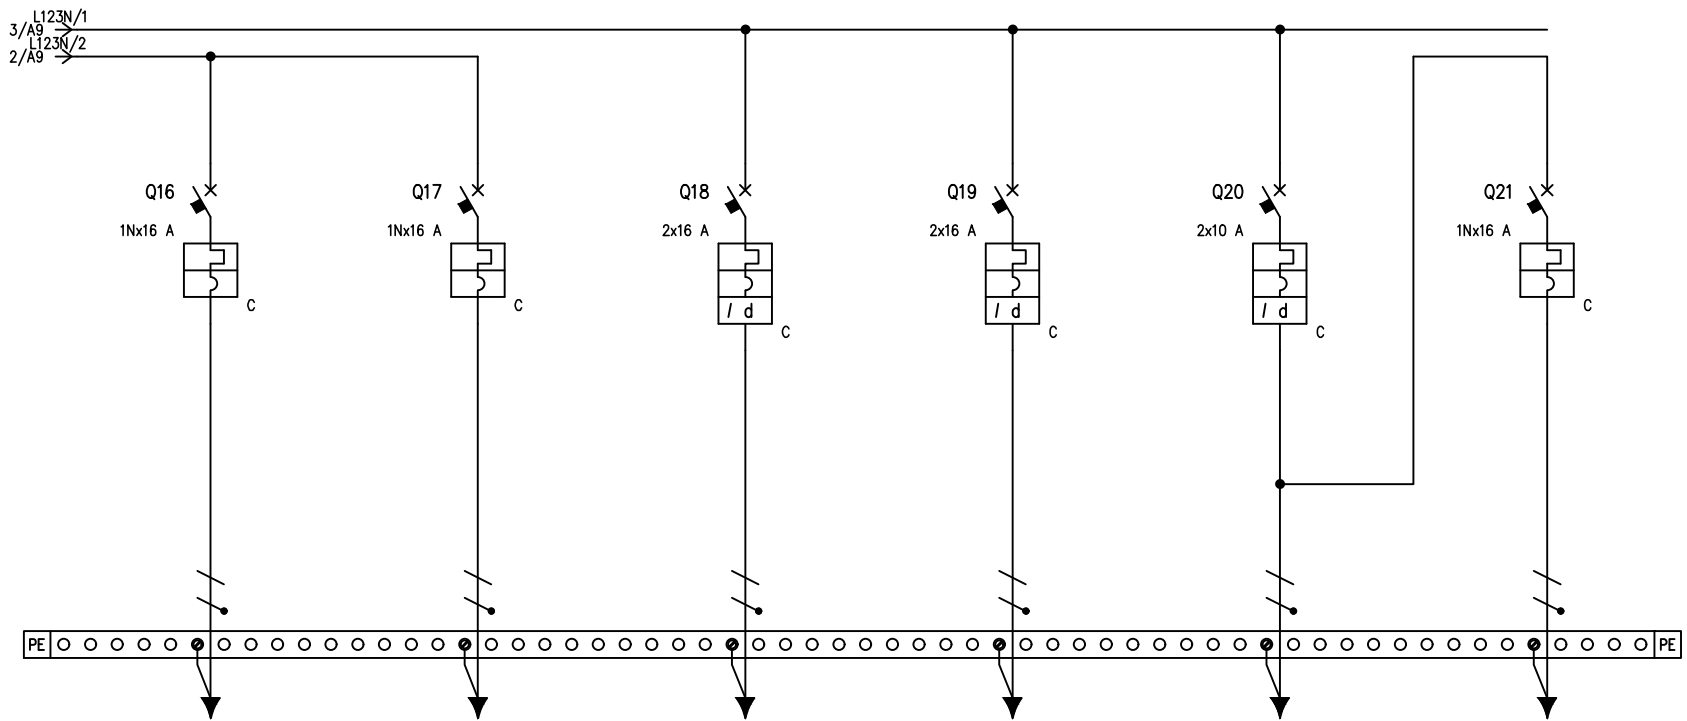 L123N/1
3/A9
L123N/2
2/A9
Q16 Q17 Q18 Q19 Q20 Q21
1Nx16 A 1Nx16 A 2x16 A 2x16 A 2x10 A 1Nx16 A
C C C
I d I d I d
C C C
PE PE